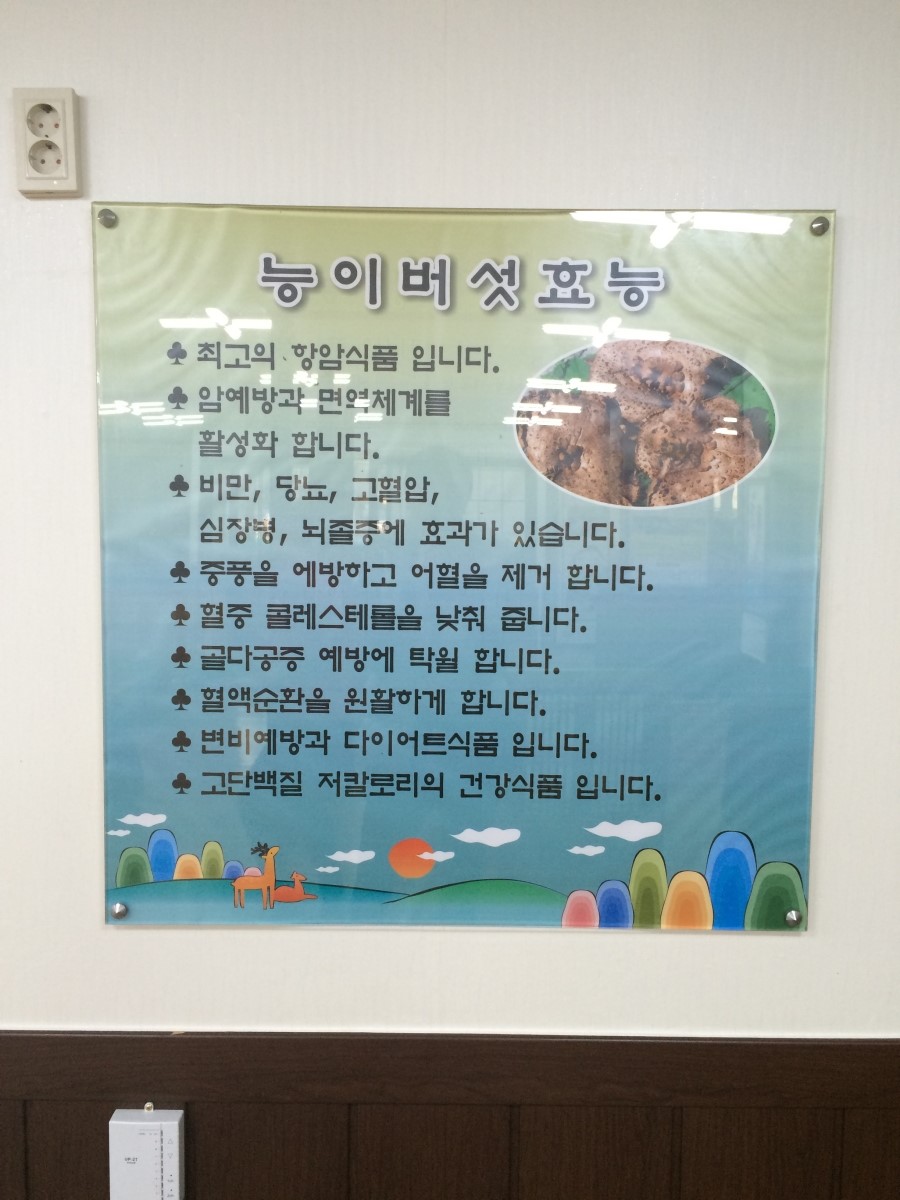 능이버섯효능
♣ 최고의 항암식품 입니다.
♣ 암예방과 면역체계를
활성화 합니다.
♣ 비만, 당뇨, 고혈압,
심장병, 뇌졸증에 효과가 있습니다.
♣ 중풍을 에방하고 어혈을 제거 합니다.
♣ 혈중 콜레스테롤을 낮춰 줍니다.
♣ 골다공증 예방에 탁월 합니다.
♣ 혈액순환을 원활하게 합니다.
♣ 변비예방과 다이어트식품 입니다.
♣ 고단백질 저칼로리의 건강식품 입니다.